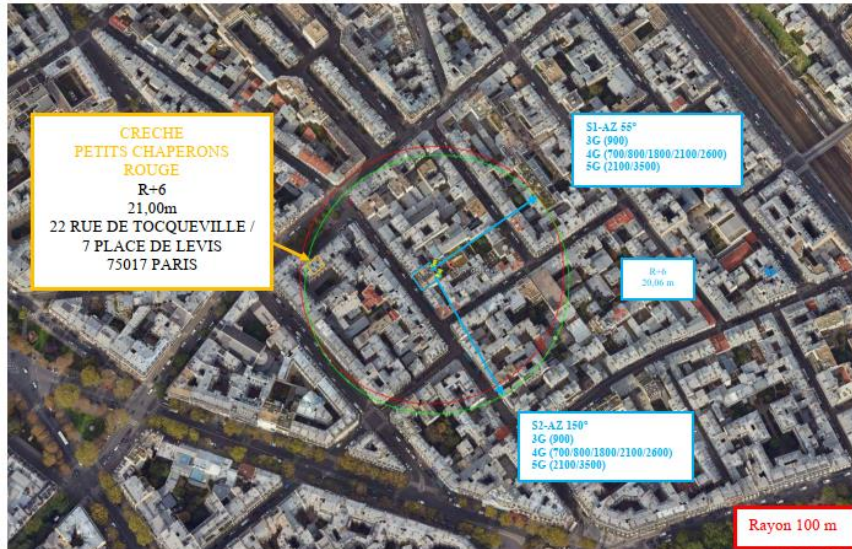 CRECHE
PETITS CHAPERONS
ROUGE
R+6
21,00m
22 RUE DE TOCQUEVILLE /
7 PLACE DE LEVIS
75017 PARIS
S1-AZ 55°
3G (900)
4G (700/800/1800/2100/2600)
5G (2100/3500)
R+6
20,06 m
S2-AZ 150°
3G (900)
4G (700/800/1800/2100/2600)
5G (2100/3500)
Rayon 100 m